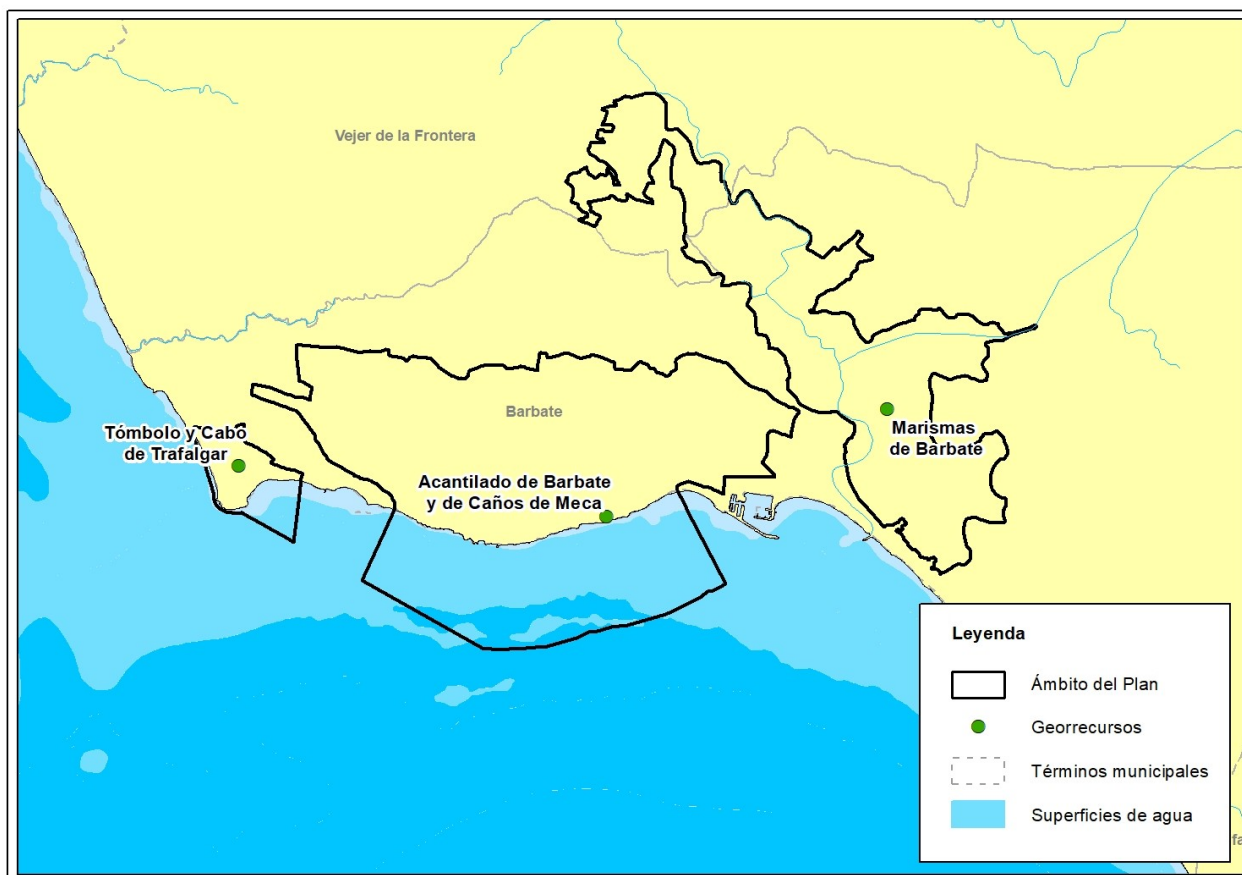 Vejer de la Frontera
Barbate
Tómbolo y Cabo
de Trafalgar
Acantilado de Barbate
y de Caños de Meca
Marismas
de Barbate
Leyenda
Ámbito del Plan
Georrecursos
Términos municipales
Superficies de agua